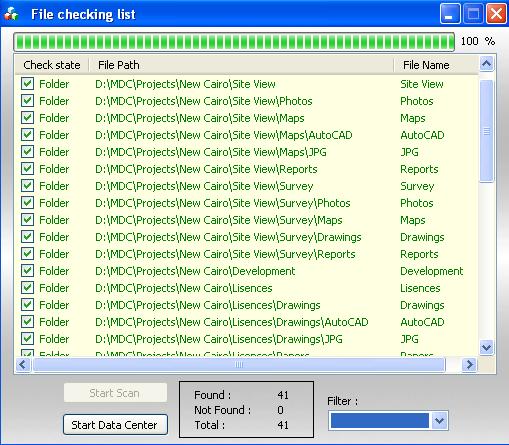 File checking list
100 %
Check state File Path File Name
Folder D:\MDC\Projects\New Cairo\Site View Site View
Folder D:\MDC\Projects\New Cairo\Site View\Photos Photos
Folder D:\MDC\Projects\New Cairo\Site View\Maps Maps
Folder D:\MDC\Projects\New Cairo\Site View\Maps\AutoCAD AutoCAD
Folder D:\MDC\Projects\New Cairo\Site View\Maps\JPG JPG
Folder D:\MDC\Projects\New Cairo\Site View\Reports Reports
Folder D:\MDC\Projects\New Cairo\Site View\Survey Survey
Folder D:\MDC\Projects\New Cairo\Site View\Survey\Photos Photos
Folder D:\MDC\Projects\New Cairo\Site View\Survey\Maps Maps
Folder D:\MDC\Projects\New Cairo\Site View\Survey\Drawings Drawings
Folder D:\MDC\Projects\New Cairo\Site View\Survey\Reports Reports
Folder D:\MDC\Projects\New Cairo\Development Development
Folder D:\MDC\Projects\New Cairo\Lisences Lisences
Folder D:\MDC\Projects\New Cairo\Lisences\Drawings Drawings
Folder D:\MDC\Projects\New Cairo\Lisences\Drawings\AutoCAD AutoCAD
Folder D:\MDC\Projects\New Cairo\Lisences\Drawings\JPG JPG
Folder D:\MDC\Projects\New Cairo\Lisences\Papers Papers
Start Scan
Start Data Center
Found : 41
Not Found : 0
Total : 41
Filter :